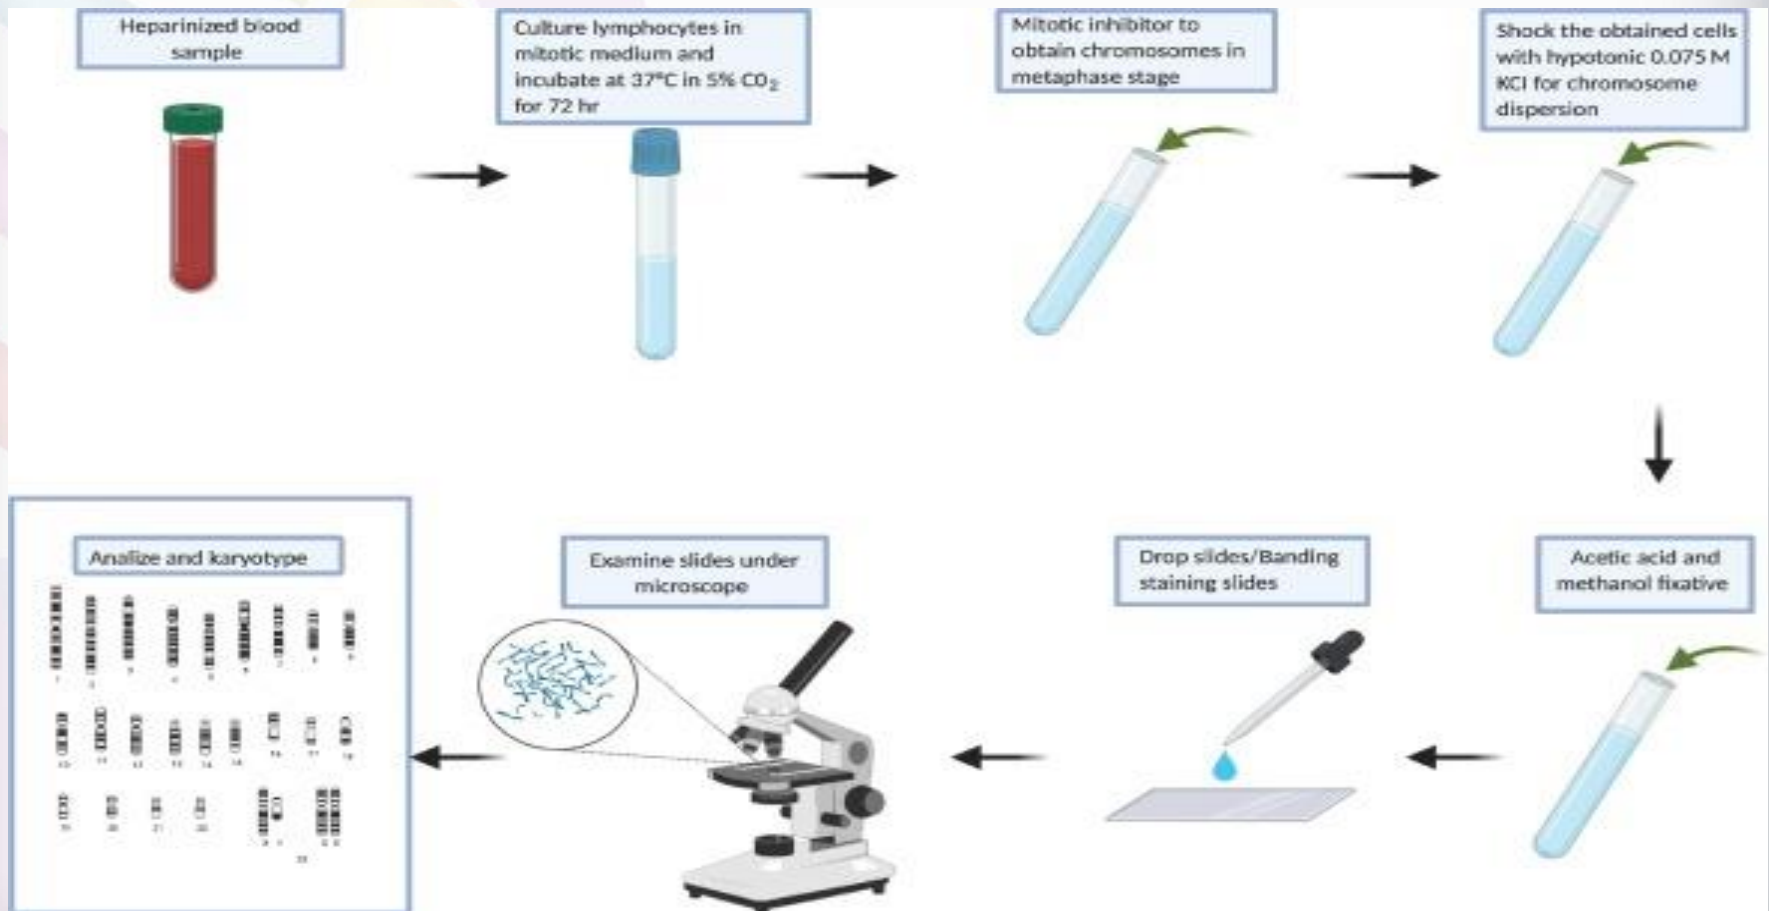 Heparinized blood
sample
Culture lymphocytes in
mitotic medium and
incubate at 37°C in 5% CO₂
for 72 hr
Mitotic inhibitor to
obtain chromosomes in
metaphase stage
Shock the obtained cells
with hypotonic 0.075 M
KCl for chromosome
dispersion
Analize and karyotype
Examine slides under
microscope
Drop slides/Banding
staining slides
Acetic acid and
methanol fixative